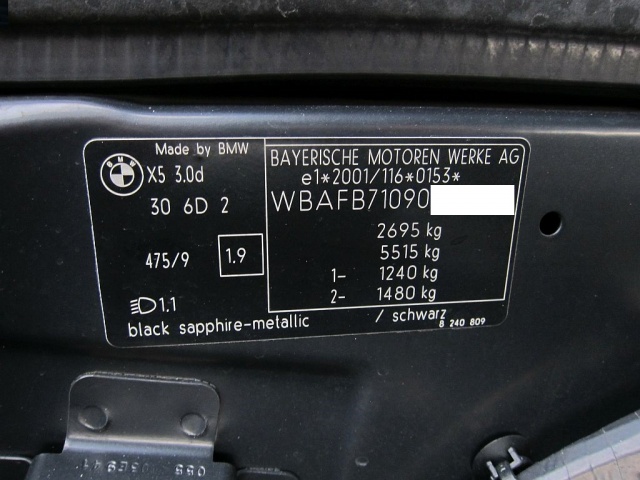 Made by BMW
BMW
X5 3.0d
30 6D 2
475/9
1.9
1.1
black sapphire-metallic / schwarz
BAYERISCHE MOTOREN WERKE AG
e1*2001/116*0153*
WBAFB71090
2695 kg
5515 kg
1- 1240 kg
2- 1480 kg
8 240 809
055